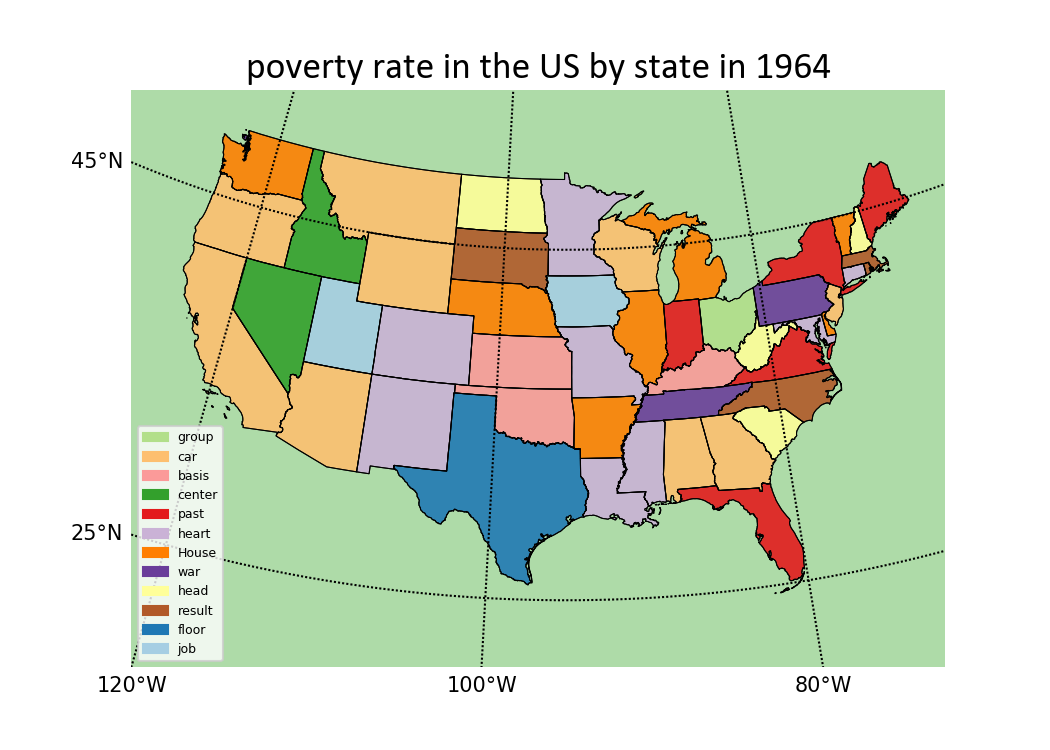 poverty rate in the US by state in 1964
45°N
25°N
group
car
basis
center
past
heart
House
war
head
result
floor
job
120°W
100°W
80°W